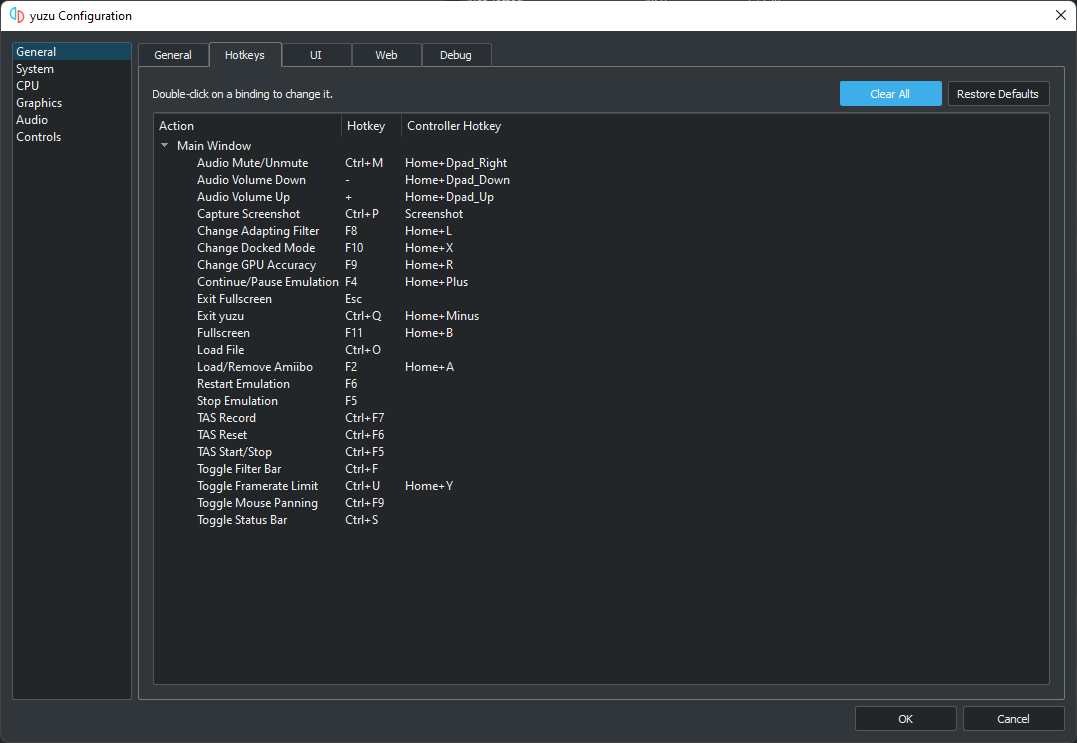 yuzu Configuration
General
System
CPU
Graphics
Audio
Controls
General Hotkeys UI Web Debug
Double-click on a binding to change it.
Clear All Restore Defaults
Action Hotkey Controller Hotkey
Main Window
Audio Mute/Unmute Ctrl+M Home+Dpad_Right
Audio Volume Down - Home+Dpad_Down
Audio Volume Up + Home+Dpad_Up
Capture Screenshot Ctrl+P Screenshot
Change Adapting Filter F8 Home+L
Change Docked Mode F10 Home+X
Change GPU Accuracy F9 Home+R
Continue/Pause Emulation F4 Home+Plus
Exit Fullscreen Esc
Exit yuzu Ctrl+Q Home+Minus
Fullscreen F11 Home+B
Load File Ctrl+O
Load/Remove Amiibo F2 Home+A
Restart Emulation F6
Stop Emulation F5
TAS Record Ctrl+F7
TAS Reset Ctrl+F6
TAS Start/Stop Ctrl+F5
Toggle Filter Bar Ctrl+F
Toggle Framerate Limit Ctrl+U Home+Y
Toggle Mouse Panning Ctrl+F9
Toggle Status Bar Ctrl+S
OK Cancel